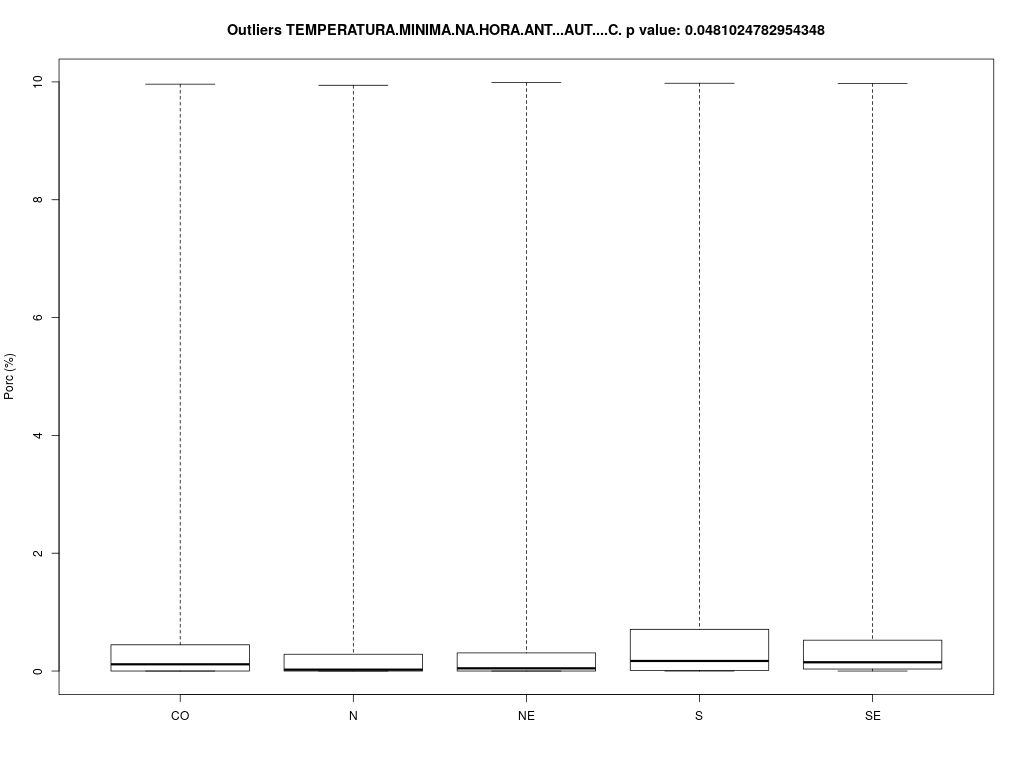 Outliers TEMPERATURA.MINIMA.NA.HORA.ANT...AUT....C. p value: 0.0481024782954348
10
8
6
4
2
0
Porc (%)
CO N NE S SE